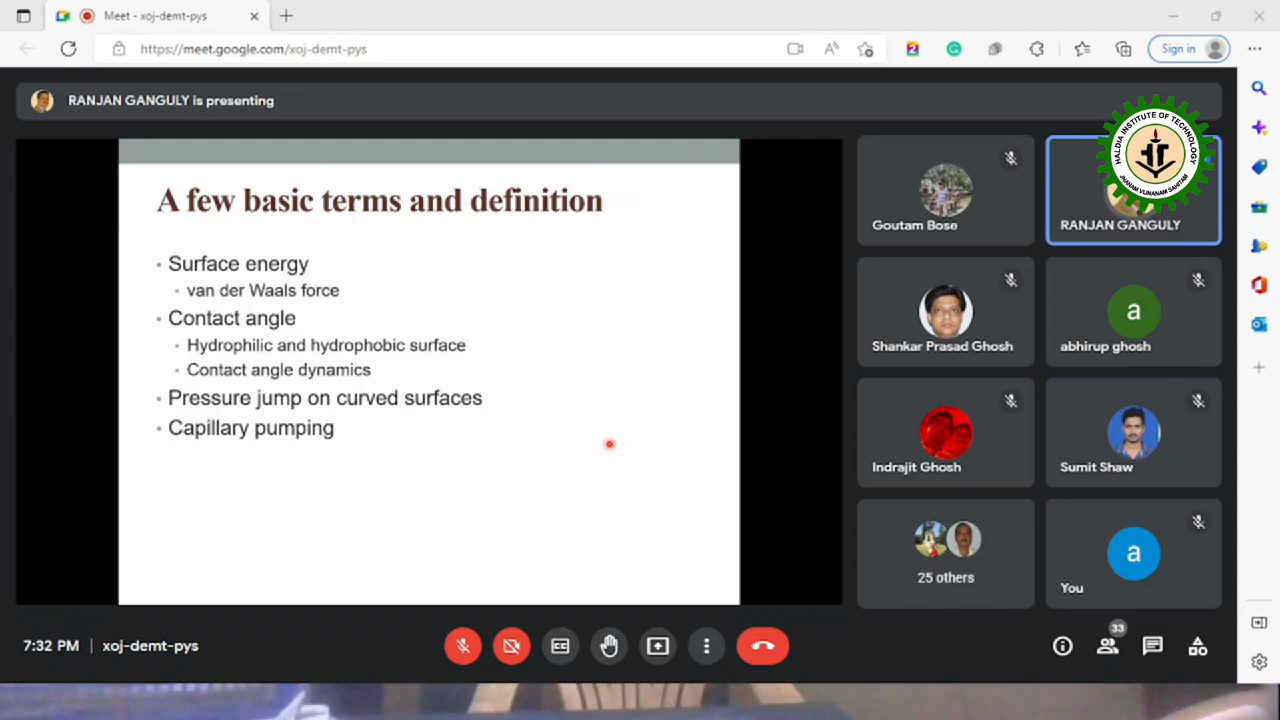 Meet - xoj-demt-pys
https://meet.google.com/xoj-demt-pys
Sign in
RANJAN GANGULY is presenting
A few basic terms and definition
Surface energy
van der Waals force
Contact angle
Hydrophilic and hydrophobic surface
Contact angle dynamics
Pressure jump on curved surfaces
Capillary pumping
HALDIA INSTITUTE OF TECHNOLOGY
Goutam Bose
RANJAN GANGULY
Shankar Prasad Ghosh
a
abhirup ghosh
Indrajit Ghosh
Sumit Shaw
25 others
a
You
7:32 PM | xoj-demt-pys
CC
33